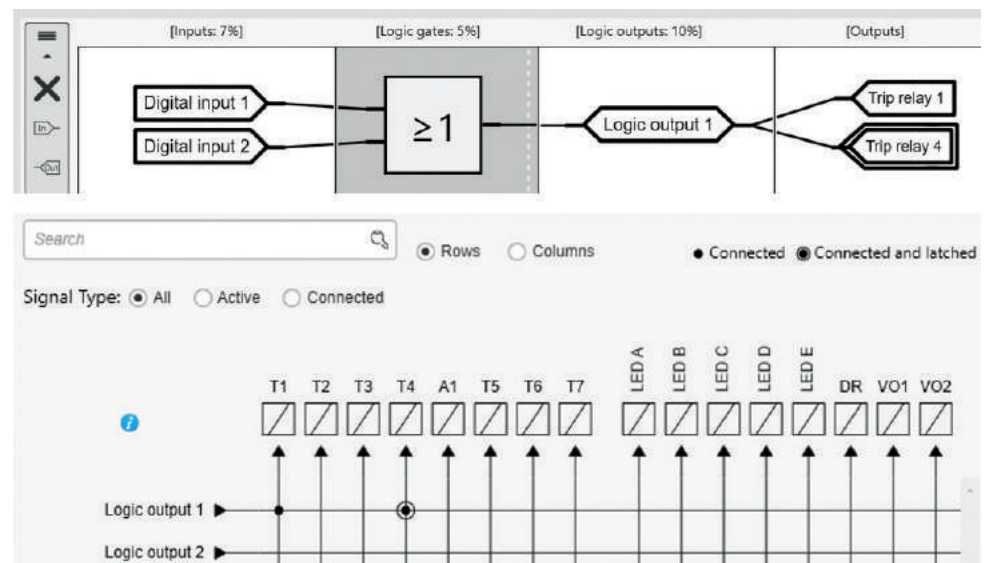 [Inputs: 7%] [Logic gates: 5%] [Logic outputs: 10%] [Outputs]
In
Out
Digital input 1
Digital input 2
≥1
Logic output 1
Trip relay 1
Trip relay 4
Search
Rows Columns
Connected Connected and latched
Signal Type: All Active Connected
T1 T2 T3 T4 A1 T5 T6 T7 LED A LED B LED C LED D LED E DR VO1 VO2
i
Logic output 1
Logic output 2